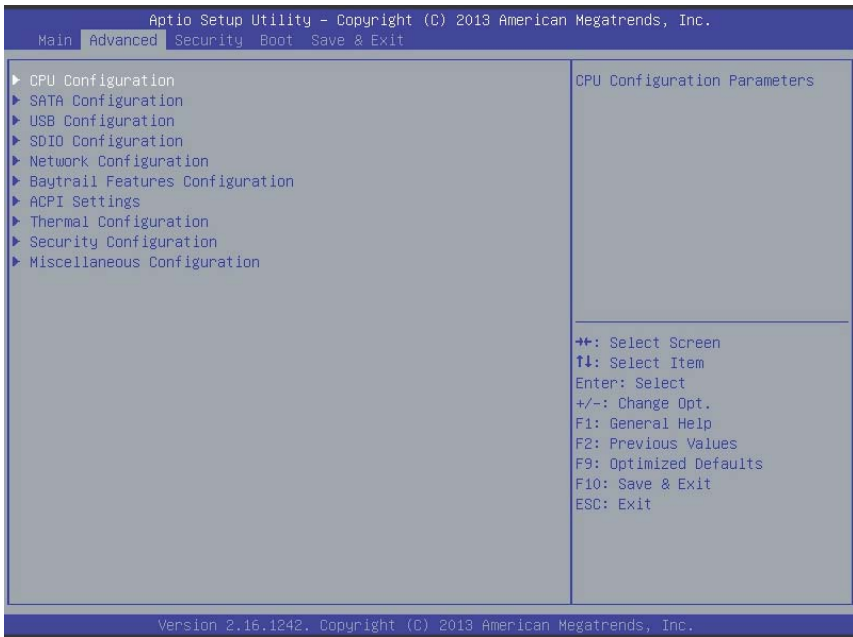 Aptio Setup Utility – Copyright (C) 2013 American Megatrends, Inc.
Main Advanced Security Boot Save & Exit
CPU Configuration
SATA Configuration
USB Configuration
SDIO Configuration
Network Configuration
Baytrail Features Configuration
ACPI Settings
Thermal Configuration
Security Configuration
Miscellaneous Configuration
CPU Configuration Parameters
→←: Select Screen
↑↓: Select Item
Enter: Select
+/-: Change Opt.
F1: General Help
F2: Previous Values
F9: Optimized Defaults
F10: Save & Exit
ESC: Exit
Version 2.16.1242. Copyright (C) 2013 American Megatrends, Inc.